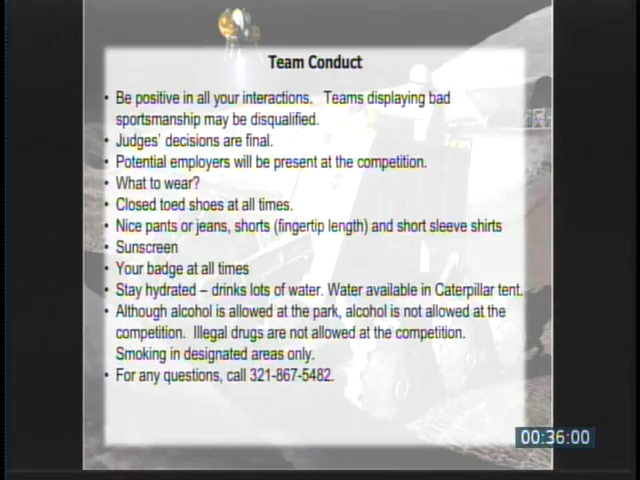 Team Conduct
• Be positive in all your interactions. Teams displaying bad
sportsmanship may be disqualified.
• Judges' decisions are final.
• Potential employers will be present at the competition.
• What to wear?
• Closed toed shoes at all times.
• Nice pants or jeans, shorts (fingertip length) and short sleeve shirts
• Sunscreen
• Your badge at all times
• Stay hydrated – drinks lots of water. Water available in Caterpillar tent.
• Although alcohol is allowed at the park, alcohol is not allowed at the
competition. Illegal drugs are not allowed at the competition.
Smoking in designated areas only.
• For any questions, call 321-867-5482.
00:36:00